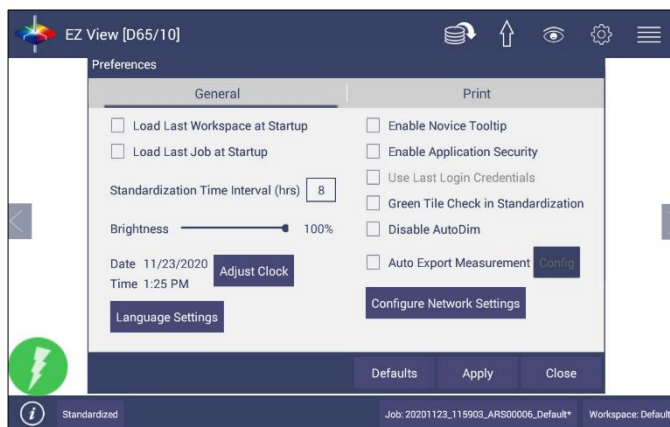 EZ View [D65/10]
Preferences
General
Print
Load Last Workspace at Startup
Load Last Job at Startup
Standardization Time Interval (hrs) 8
Brightness 100%
Date 11/23/2020
Time 1:25 PM
Adjust Clock
Language Settings
Enable Novice Tooltip
Enable Application Security
Use Last Login Credentials
Green Tile Check in Standardization
Disable AutoDim
Auto Export Measurement Config
Configure Network Settings
Defaults Apply Close
i Standardized Job: 20201123_115903_ARS00006_Default* Workspace: Default